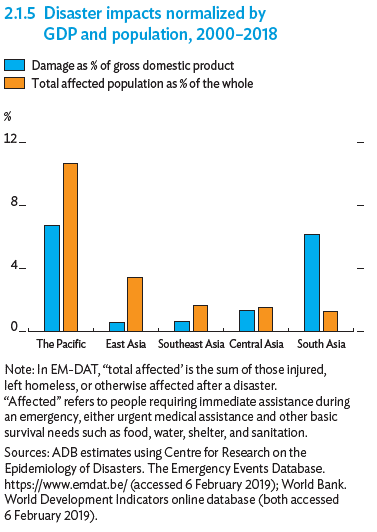 2.1.5 Disaster impacts normalized by
GDP and population, 2000–2018
Damage as % of gross domestic product
Total affected population as % of the whole
%
12
8
4
0
The Pacific East Asia Southeast Asia Central Asia South Asia
Note: In EM-DAT, “total affected’ is the sum of those injured,
left homeless, or otherwise affected after a disaster.
“Affected” refers to people requiring immediate assistance during
an emergency, either urgent medical assistance and other basic
survival needs such as food, water, shelter, and sanitation.
Sources: ADB estimates using Centre for Research on the
Epidemiology of Disasters. The Emergency Events Database.
https://www.emdat.be/ (accessed 6 February 2019); World Bank.
World Development Indicators online database (both accessed
6 February 2019).